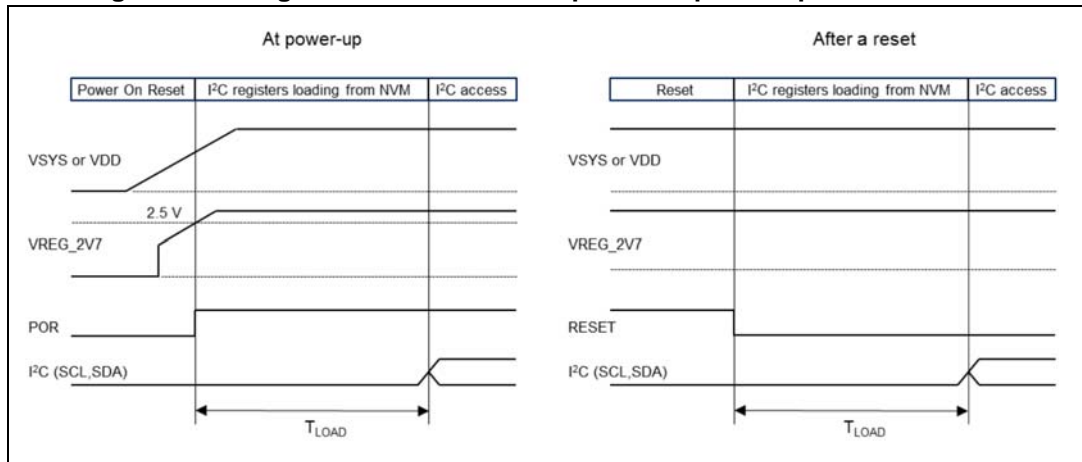 At power-up
Power On Reset I²C registers loading from NVM I²C access
VSYS or VDD
2.5 V
VREG_2V7
POR
I²C (SCL,SDA)
TLOAD
After a reset
Reset I²C registers loading from NVM I²C access
VSYS or VDD
VREG_2V7
RESET
I²C (SCL,SDA)
TLOAD